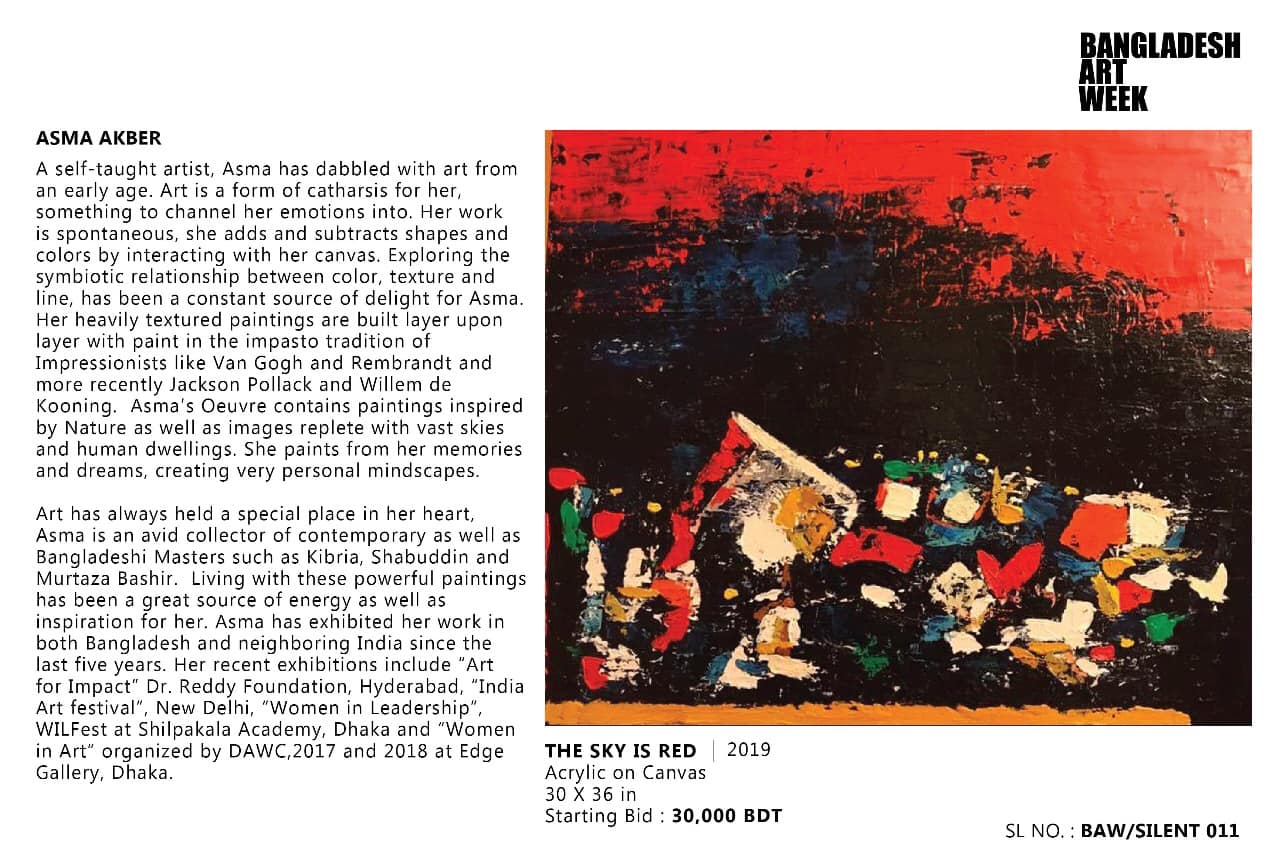 BANGLADESH
ART
WEEK
ASMA AKBER
A self-taught artist, Asma has dabbled with art from
an early age. Art is a form of catharsis for her,
something to channel her emotions into. Her work
is spontaneous, she adds and subtracts shapes and
colors by interacting with her canvas. Exploring the
symbiotic relationship between color, texture and
line, has been a constant source of delight for Asma.
Her heavily textured paintings are built layer upon
layer with paint in the impasto tradition of
Impressionists like Van Gogh and Rembrandt and
more recently Jackson Pollack and Willem de
Kooning.  Asma's Oeuvre contains paintings inspired
by Nature as well as images replete with vast skies
and human dwellings. She paints from her memories
and dreams, creating very personal mindscapes.
Art has always held a special place in her heart,
Asma is an avid collector of contemporary as well as
Bangladeshi Masters such as Kibria, Shabuddin and
Murtaza Bashir.  Living with these powerful paintings
has been a great source of energy as well as
inspiration for her. Asma has exhibited her work in
both Bangladesh and neighboring India since the
last five years. Her recent exhibitions include "Art
for Impact" Dr. Reddy Foundation, Hyderabad, "India
Art festival", New Delhi, "Women in Leadership",
WILFest at Shilpakala Academy, Dhaka and "Women
in Art" organized by DAWC,2017 and 2018 at Edge
Gallery, Dhaka.
THE SKY IS RED | 2019
Acrylic on Canvas
30 X 36 in
Starting Bid : 30,000 BDT
SL NO. : BAW/SILENT 011